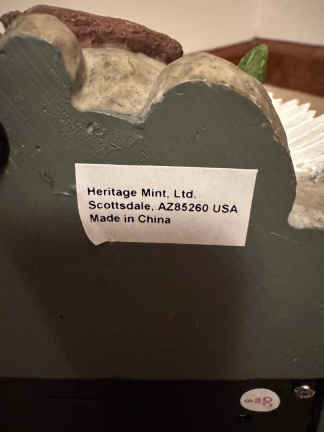 Heritage Mint, Ltd.
Scottsdale, AZ85260 USA
Made in China